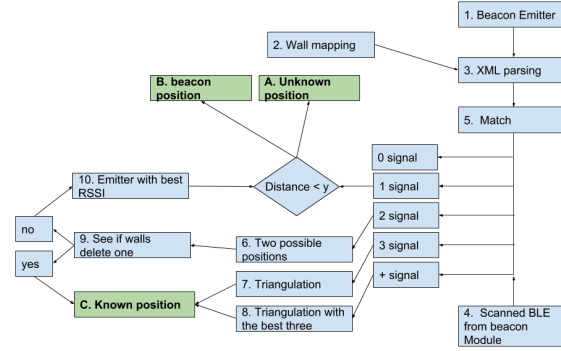 1. Beacon Emitter
2. Wall mapping
3. XML parsing
B. beacon
position
A. Unknown
position
5. Match
0 signal
10. Emitter with best
RSSI
Distance < y
1 signal
2 signal
no
9. See if walls
delete one
6. Two possible
positions
3 signal
yes
7. Triangulation
+ signal
C. Known position
8. Triangulation with
the best three
4. Scanned BLE
from beacon
Module